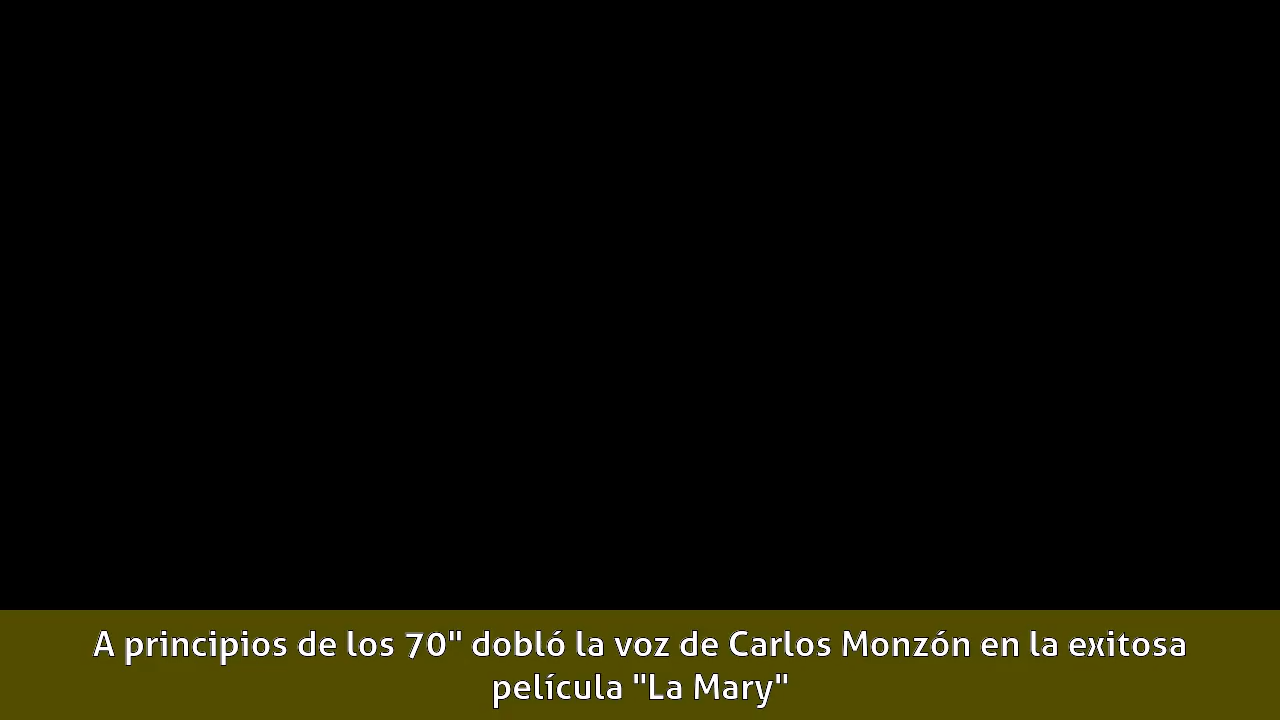 A principios de los 70" dobló la voz de Carlos Monzón en la exitosa
película "La Mary"